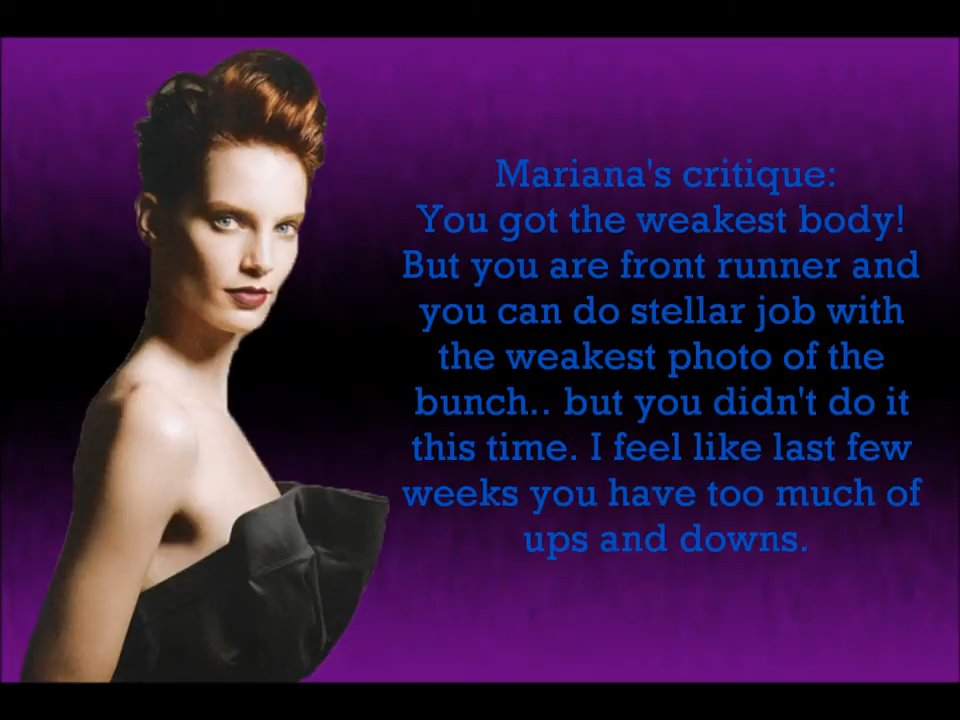 Mariana's critique:
You got the weakest body!
But you are front runner and
you can do stellar job with
the weakest photo of the
bunch.. but you didn't do it
this time. I feel like last few
weeks you have too much of
ups and downs.